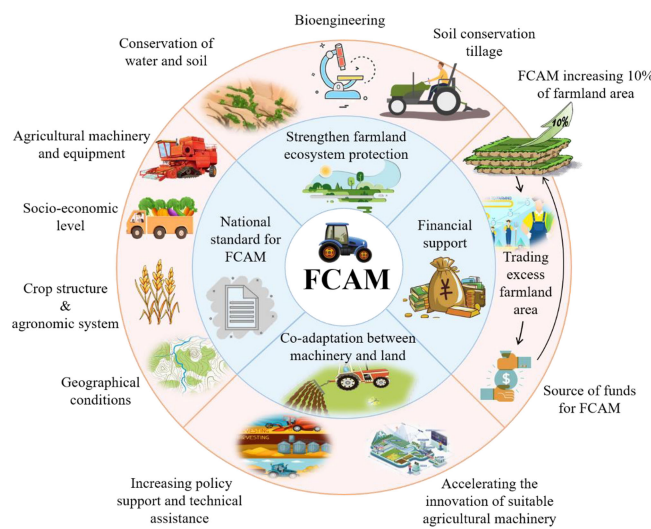 Bioengineering
Conservation of
water and soil
Soil conservation
tillage
FCAM increasing 10%
of farmland area
10%
Agricultural machinery
and equipment
Strengthen farmland
ecosystem protection
Socio-economic
level
National
standard for
FCAM
Financial
support
Trading
excess
farmland
area
FCAM
Crop structure
&
agronomic system
Co-adaptation between
machinery and land
Geographical
conditions
Source of funds
for FCAM
Increasing policy
support and technical
assistance
Accelerating the
innovation of suitable
agricultural machinery